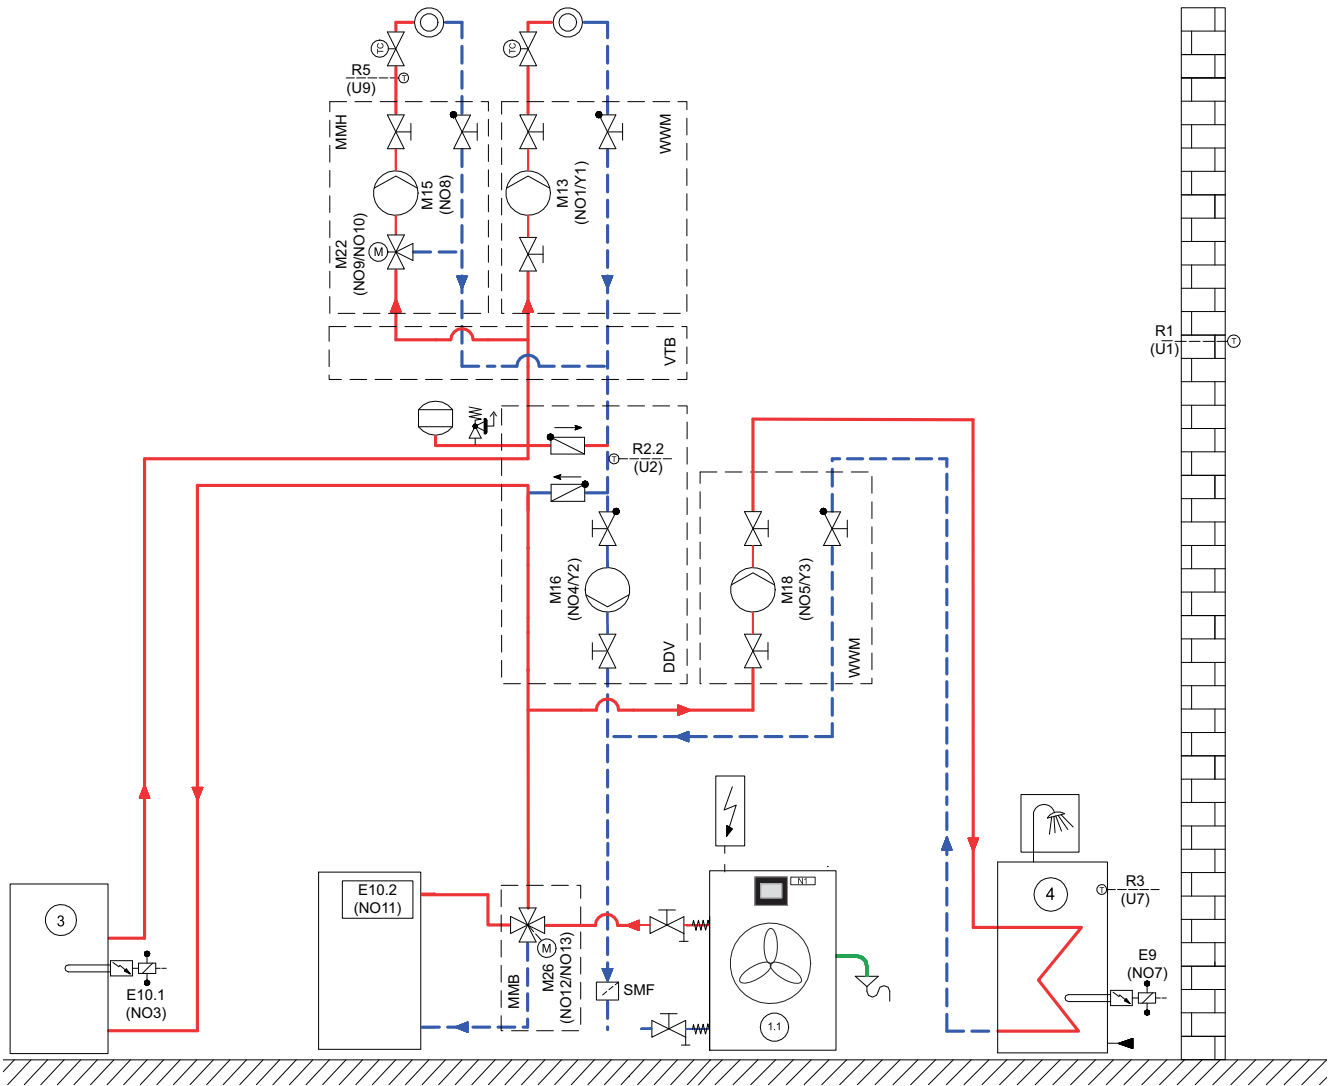 TC
TC
R5
(U9)
T
MMH
M15
(NO8)
M22
(NO9/NO10)
M
M13
(NO1/Y1)
WWM
VTB
R1
(U1)
T
R2.2
(U2)
T
M16
(NO4/Y2)
DDV
M18
(NO5/Y3)
WWM
3
E10.1
(NO3)
E10.2
(NO11)
MMB
M
M26
(NO12/NO13)
SMF
N1
1.1
4
T
R3
(U7)
E9
(NO7)